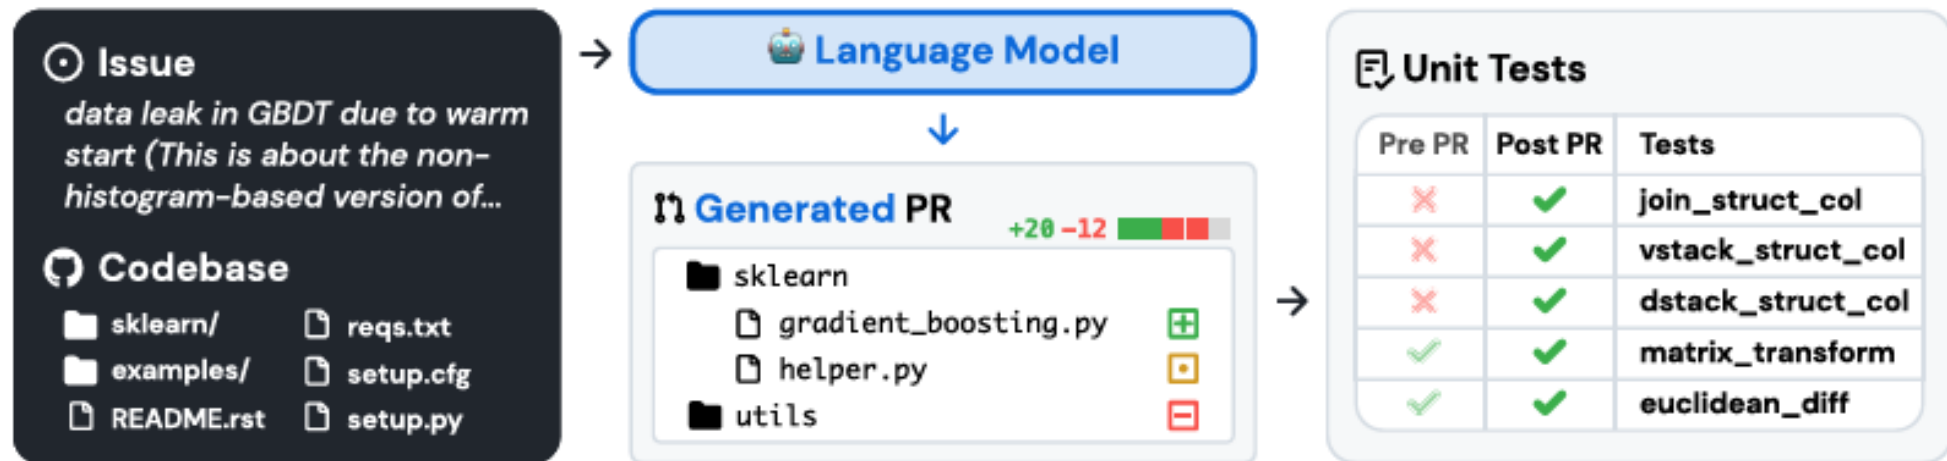 Issue
data leak in GBDT due to warm
start (This is about the non-
histogram-based version of...
Codebase
sklearn/
reqs.txt
examples/
setup.cfg
README.rst
setup.py
Language Model
Generated PR
+20 -12
sklearn
gradient_boosting.py
helper.py
utils
Unit Tests
Pre PR Post PR Tests
join_struct_col
vstack_struct_col
dstack_struct_col
matrix_transform
euclidean_diff